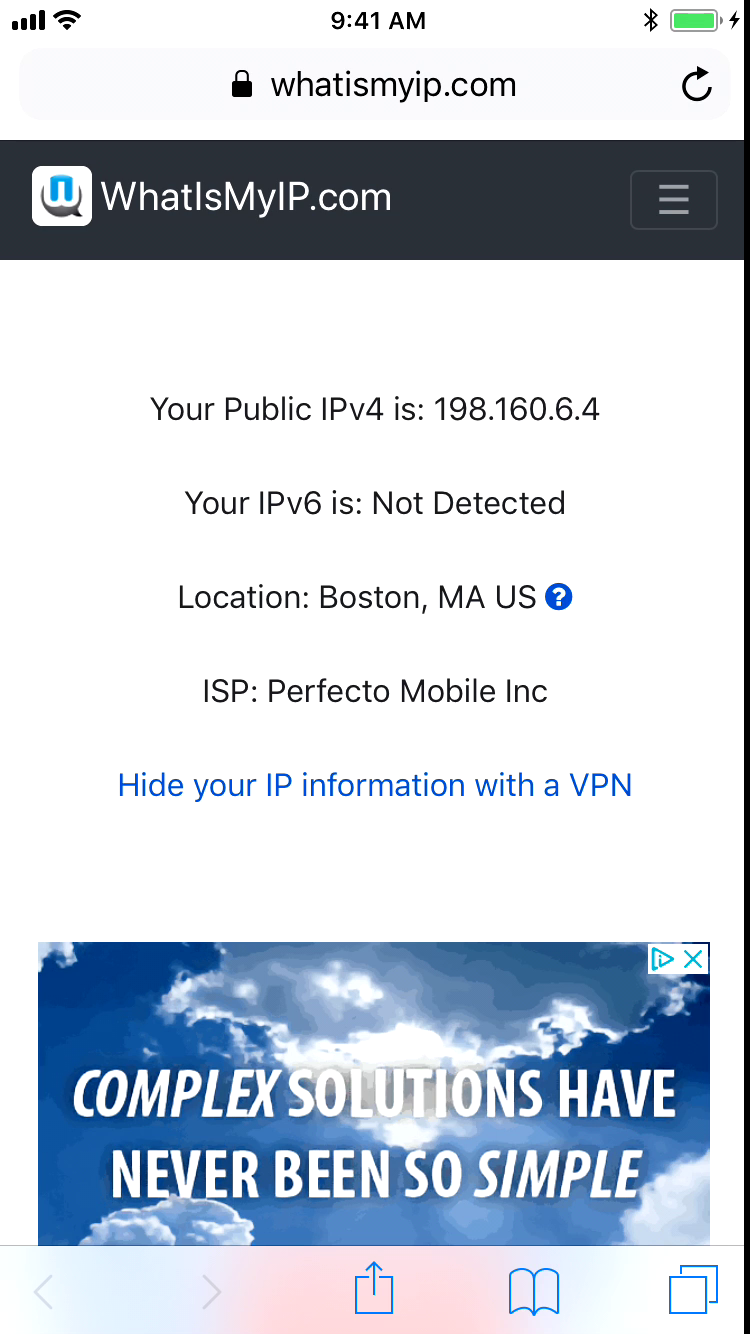 9:41 AM
whatismyip.com
WhatIsMyIP.com
Your Public IPv4 is: 198.160.6.4
Your IPv6 is: Not Detected
Location: Boston, MA US ?
ISP: Perfecto Mobile Inc
Hide your IP information with a VPN
COMPLEX SOLUTIONS HAVE
NEVER BEEN SO SIMPLE